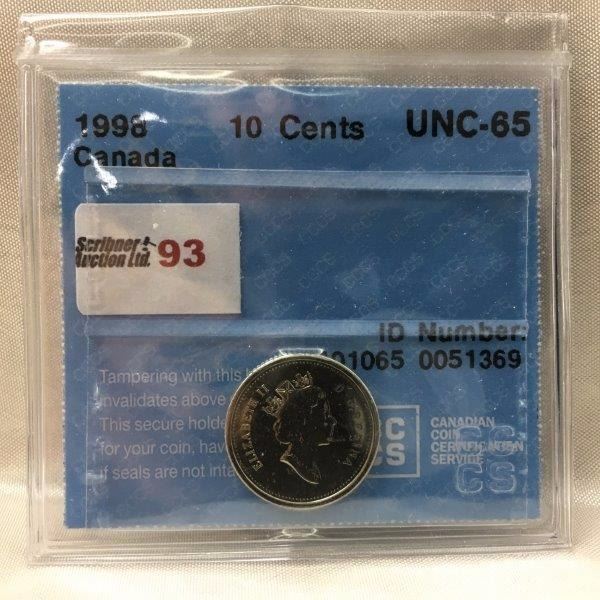 1998 10 Cents UNC-65
Canada
Scribner
Auction Ltd. 93
ID Number:
01065 0051369
Tampering with this
invalidates above
This secure holde
for your coin, hav
if seals are not inta
CANADIAN
COIN
CERTIFICATION
SERVICE
ELIZABETH II D·G·REGINA